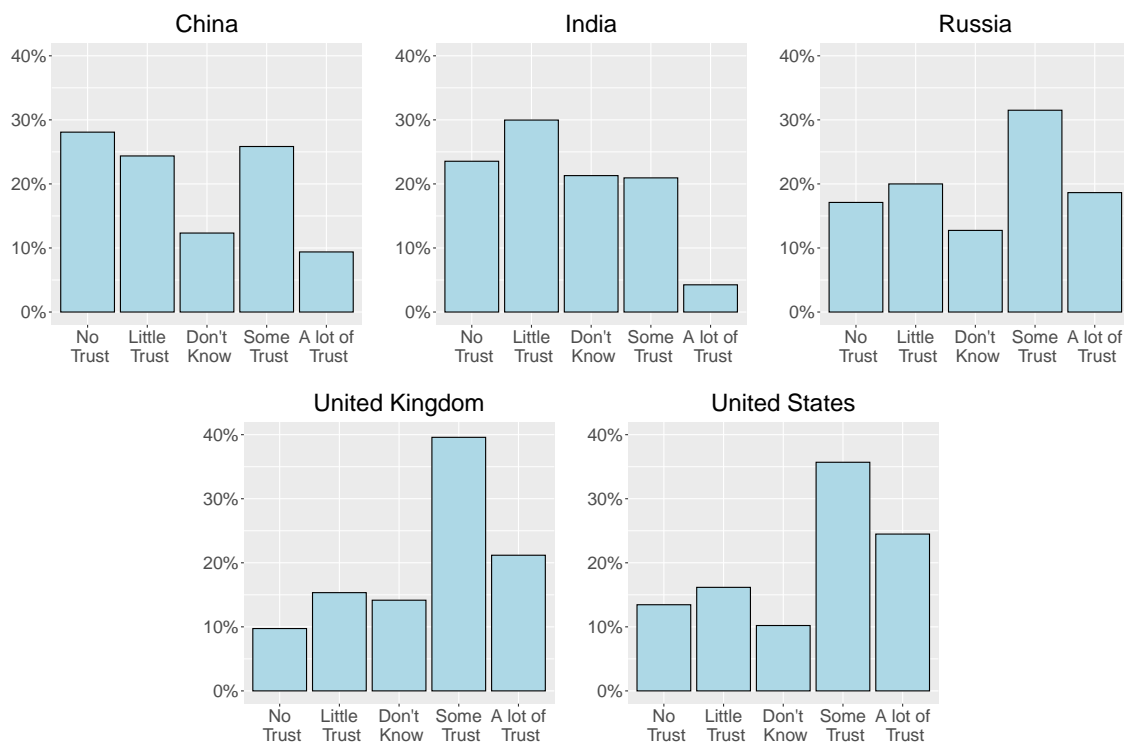 China
India
Russia
40%
30%
20%
10%
0%
No Trust
Little Trust
Don't Know
Some Trust
A lot of Trust
40%
30%
20%
10%
0%
No Trust
Little Trust
Don't Know
Some Trust
A lot of Trust
40%
30%
20%
10%
0%
No Trust
Little Trust
Don't Know
Some Trust
A lot of Trust
United Kingdom
United States
40%
30%
20%
10%
0%
No Trust
Little Trust
Don't Know
Some Trust
A lot of Trust
40%
30%
20%
10%
0%
No Trust
Little Trust
Don't Know
Some Trust
A lot of Trust